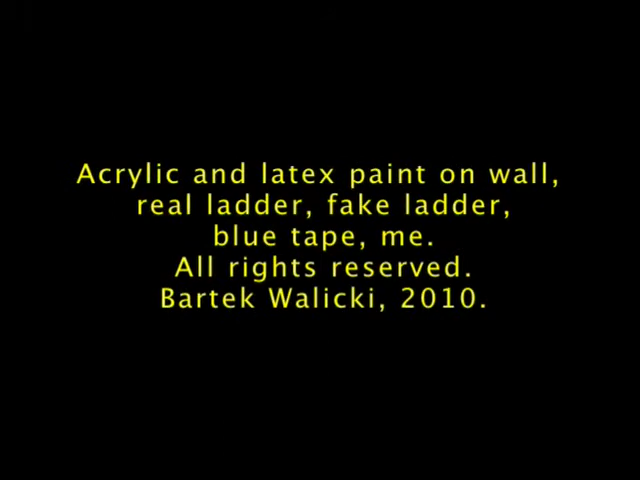 Acrylic and latex paint on wall,
real ladder, fake ladder,
blue tape, me.
All rights reserved.
Bartek Walicki, 2010.